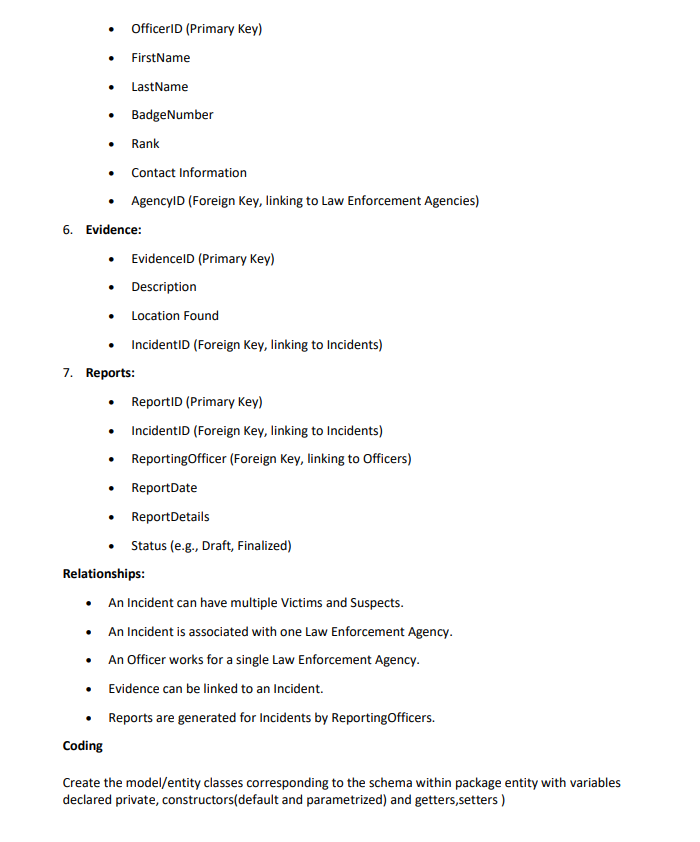 • OfficerID (Primary Key)
• FirstName
• LastName
• BadgeNumber
• Rank
• Contact Information
• AgencyID (Foreign Key, linking to Law Enforcement Agencies)
6. Evidence:
• EvidenceID (Primary Key)
• Description
• Location Found
• IncidentID (Foreign Key, linking to Incidents)
7. Reports:
• ReportID (Primary Key)
• IncidentID (Foreign Key, linking to Incidents)
• ReportingOfficer (Foreign Key, linking to Officers)
• ReportDate
• ReportDetails
• Status (e.g., Draft, Finalized)
Relationships:
• An Incident can have multiple Victims and Suspects.
• An Incident is associated with one Law Enforcement Agency.
• An Officer works for a single Law Enforcement Agency.
• Evidence can be linked to an Incident.
• Reports are generated for Incidents by ReportingOfficers.
Coding
Create the model/entity classes corresponding to the schema within package entity with variables
declared private, constructors(default and parametrized) and getters,setters )